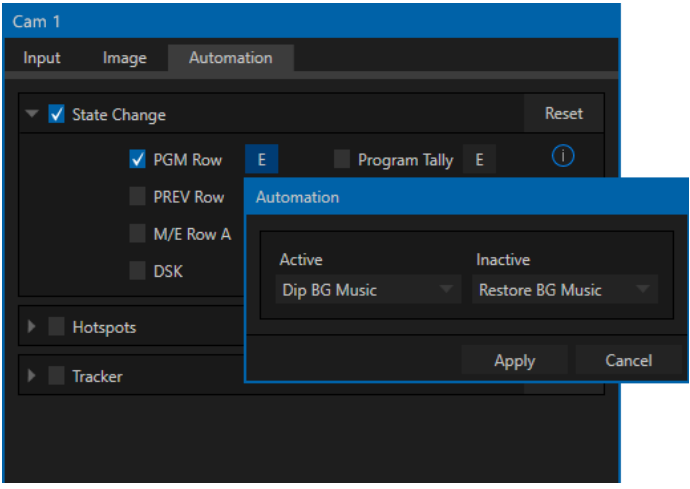 Cam 1
Input Image Automation
State Change Reset
PGM Row E Program Tally E i
PREV Row
M/E Row A
DSK
Hotspots
Tracker
Automation
Active Inactive
Dip BG Music Restore BG Music
Apply Cancel